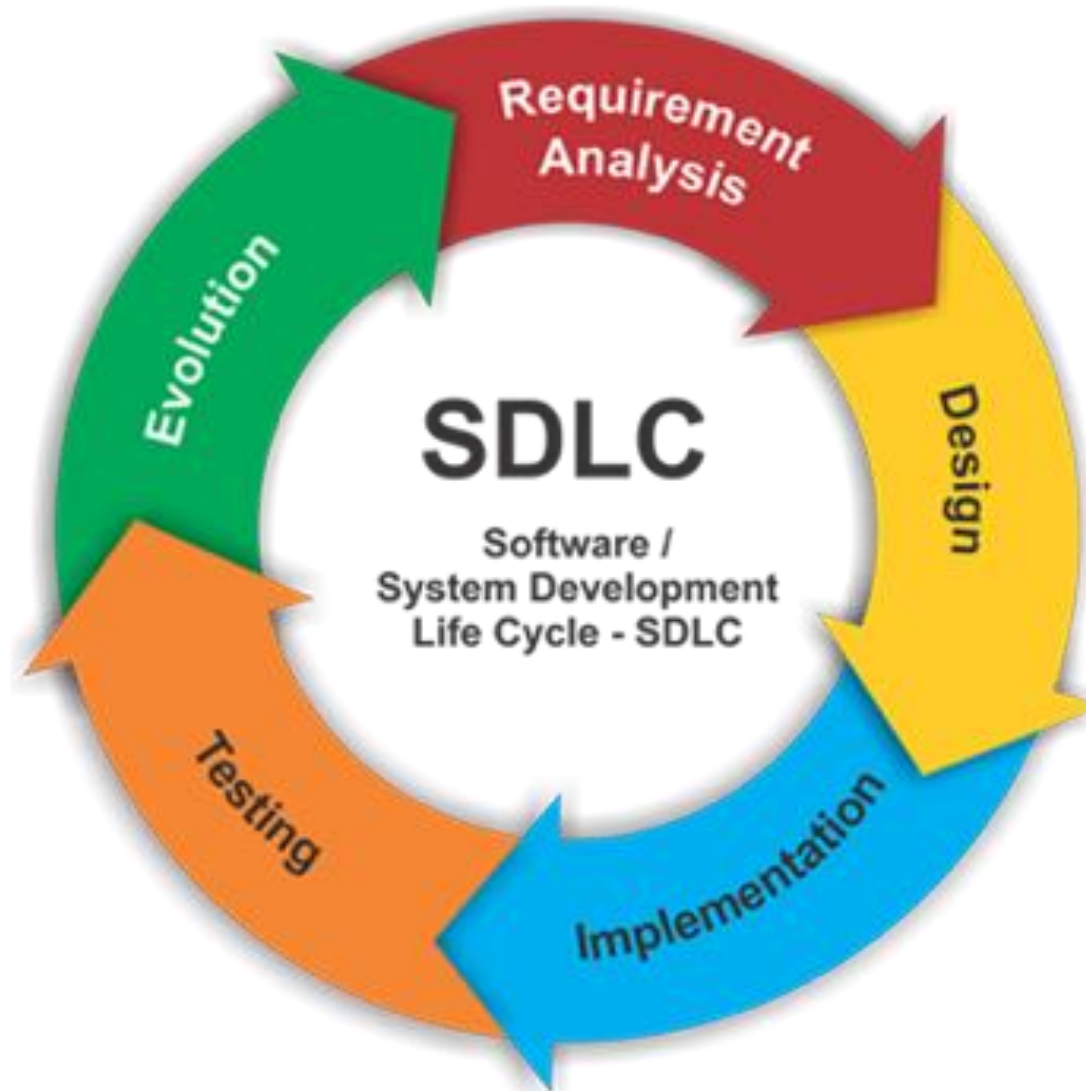 Requirement
Analysis
Design
Implementation
Testing
Evolution
SDLC
Software /
System Development
Life Cycle - SDLC